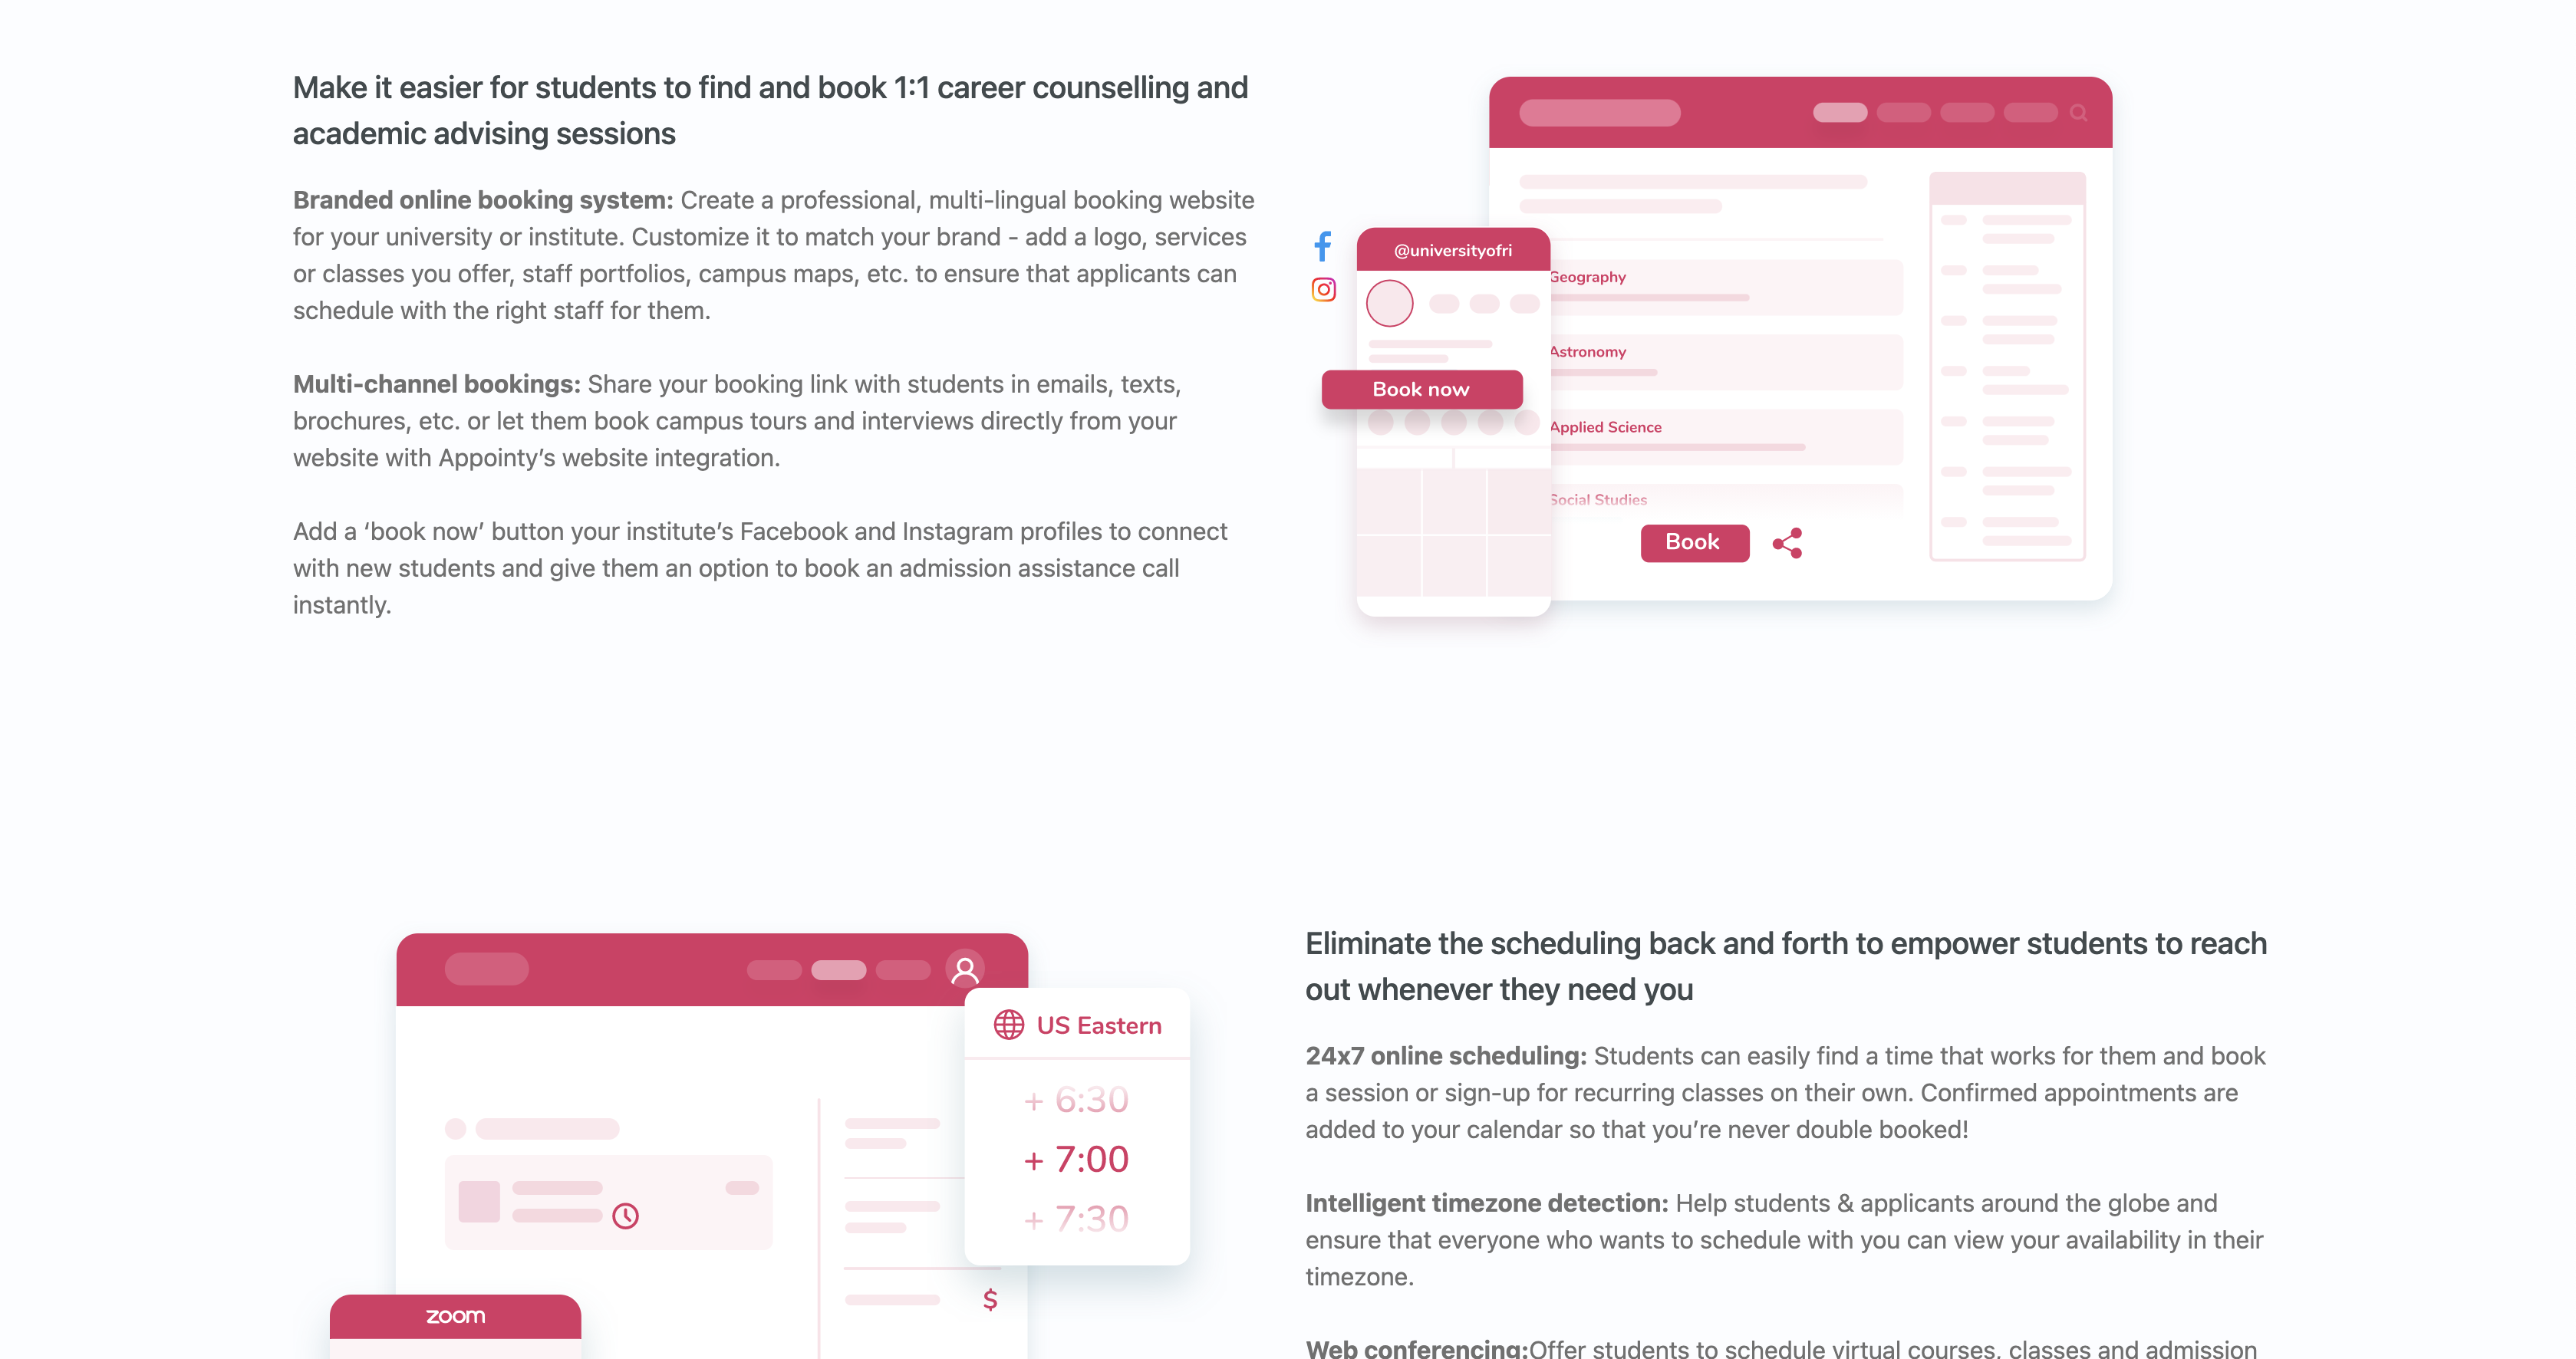 Make it easier for students to find and book 1:1 career counselling and
academic advising sessions
Branded online booking system: Create a professional, multi-lingual booking website
for your university or institute. Customize it to match your brand - add a logo, services
or classes you offer, staff portfolios, campus maps, etc. to ensure that applicants can
schedule with the right staff for them.
Multi-channel bookings: Share your booking link with students in emails, texts,
brochures, etc. or let them book campus tours and interviews directly from your
website with Appointy’s website integration.
Add a ‘book now’ button your institute’s Facebook and Instagram profiles to connect
with new students and give them an option to book an admission assistance call
instantly.
@universityofri
Book now
Geography
Astronomy
Applied Science
Social Studies
Book
US Eastern
+ 6:30
+ 7:00
+ 7:30
$
zoom
Eliminate the scheduling back and forth to empower students to reach
out whenever they need you
24x7 online scheduling: Students can easily find a time that works for them and book
a session or sign-up for recurring classes on their own. Confirmed appointments are
added to your calendar so that you’re never double booked!
Intelligent timezone detection: Help students & applicants around the globe and
ensure that everyone who wants to schedule with you can view your availability in their
timezone.
Web conferencing:Offer students to schedule virtual courses, classes and admission